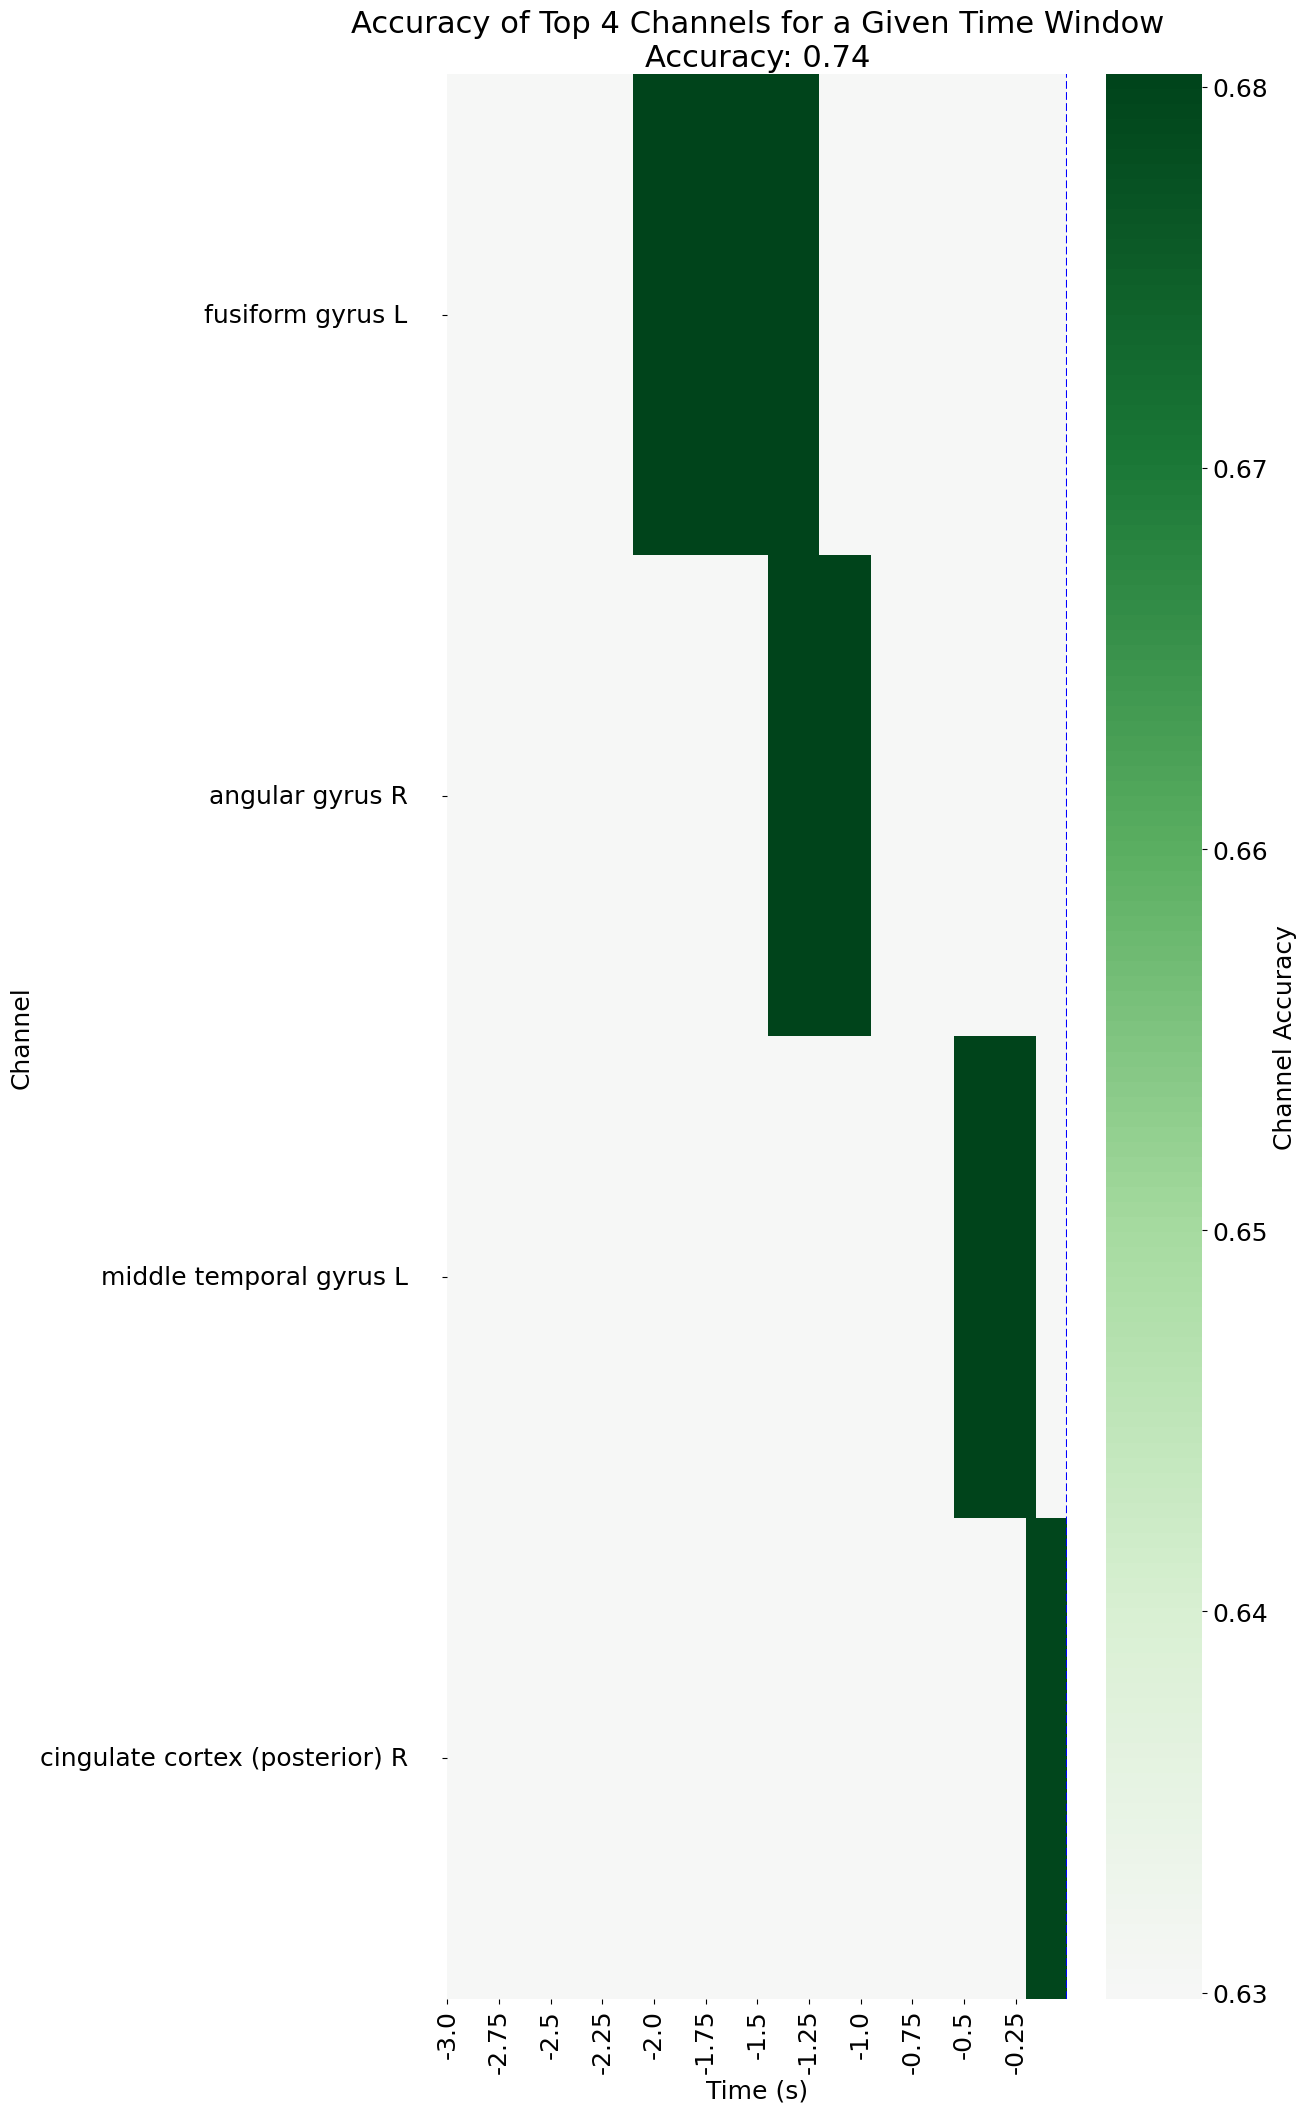 Accuracy of Top 4 Channels for a Given Time Window
Accuracy: 0.74
Channel
fusiform gyrus L
angular gyrus R
middle temporal gyrus L
cingulate cortex (posterior) R
-3.0
-2.75
-2.5
-2.25
-2.0
-1.75
-1.5
-1.25
-1.0
-0.75
-0.5
-0.25
Time (s)
0.68
0.67
0.66
0.65
0.64
0.63
Channel Accuracy